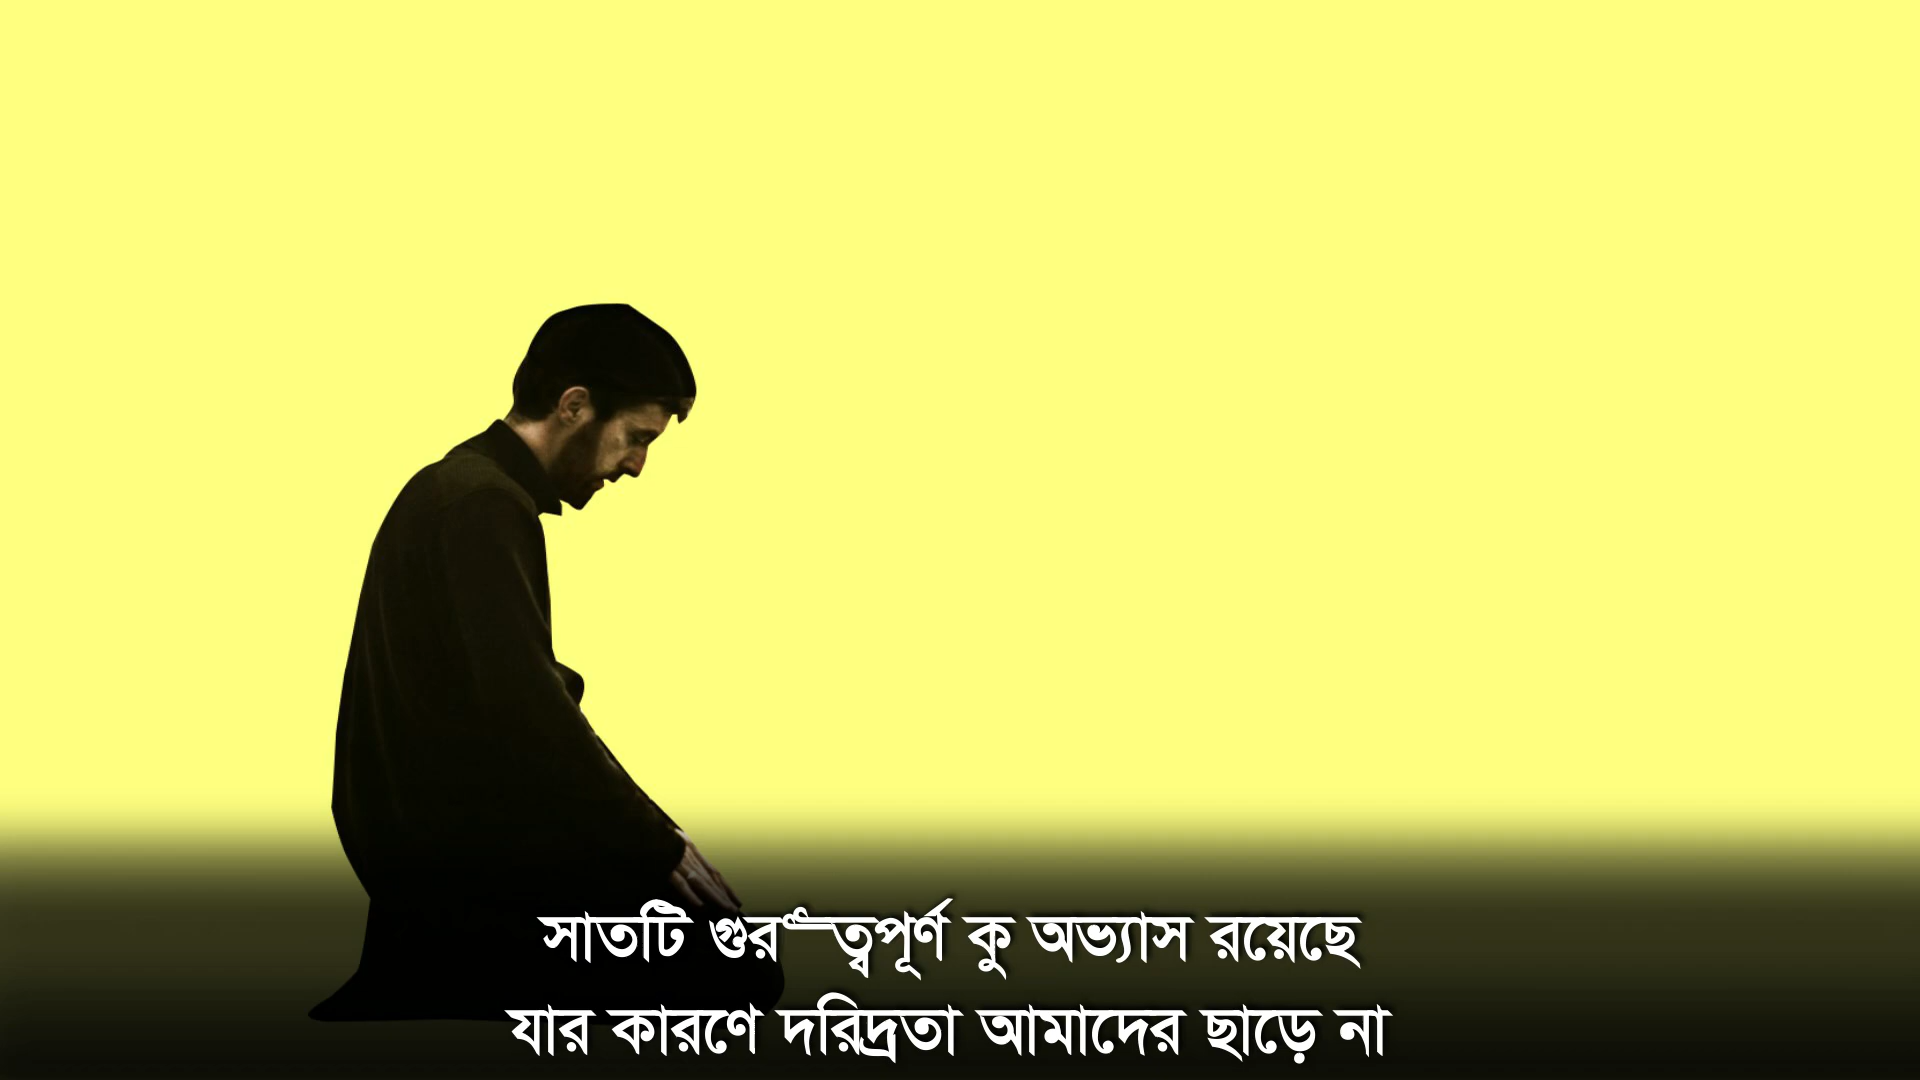 সাতটি গুরুত্বপূর্ণ কু অভ্যাস রয়েছে
যার কারণে দরিদ্রতা আমাদের ছাড়ে না